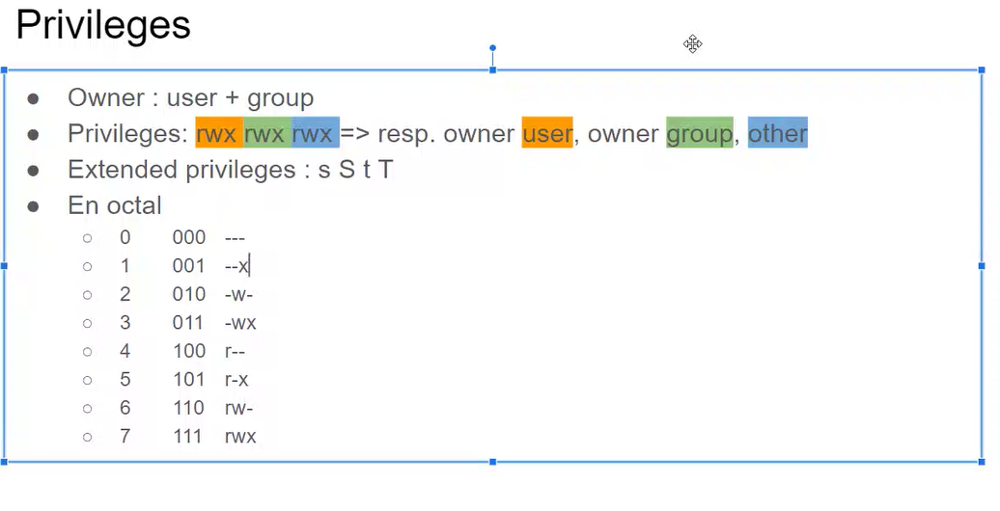 Privileges
● Owner : user + group
● Privileges: rwx rwx rwx => resp. owner user, owner group, other
● Extended privileges : s S t T
● En octal
○ 0 000 ---
○ 1 001 --x
○ 2 010 -w-
○ 3 011 -wx
○ 4 100 r--
○ 5 101 r-x
○ 6 110 rw-
○ 7 111 rwx